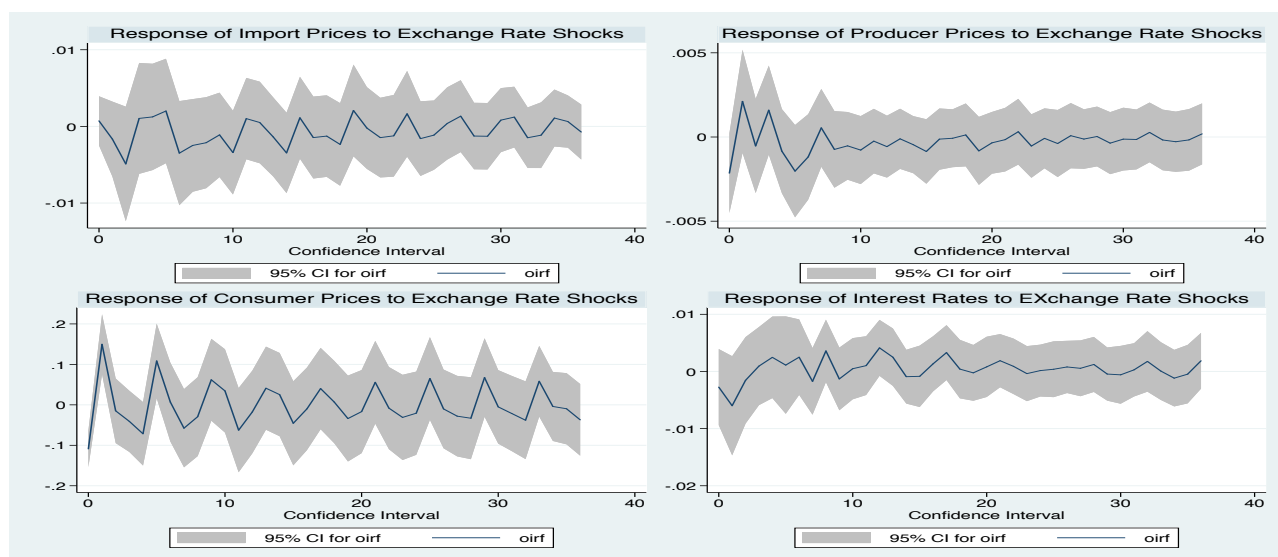 Response of Import Prices to Exchange Rate Shocks
.01
0
-.01
0 10 20 30 40
Confidence Interval
95% CI for oirf oirf
Response of Producer Prices to Exchange Rate Shocks
.005
0
-.005
0 10 20 30 40
Confidence Interval
95% CI for oirf oirf
Response of Consumer Prices to Exchange Rate Shocks
.2
.1
0
-.1
-.2
0 10 20 30 40
Confidence Interval
95% CI for oirf oirf
Response of Interest Rates to EXchange Rate Shocks
.01
0
-.01
-.02
0 10 20 30 40
Confidence Interval
95% CI for oirf oirf